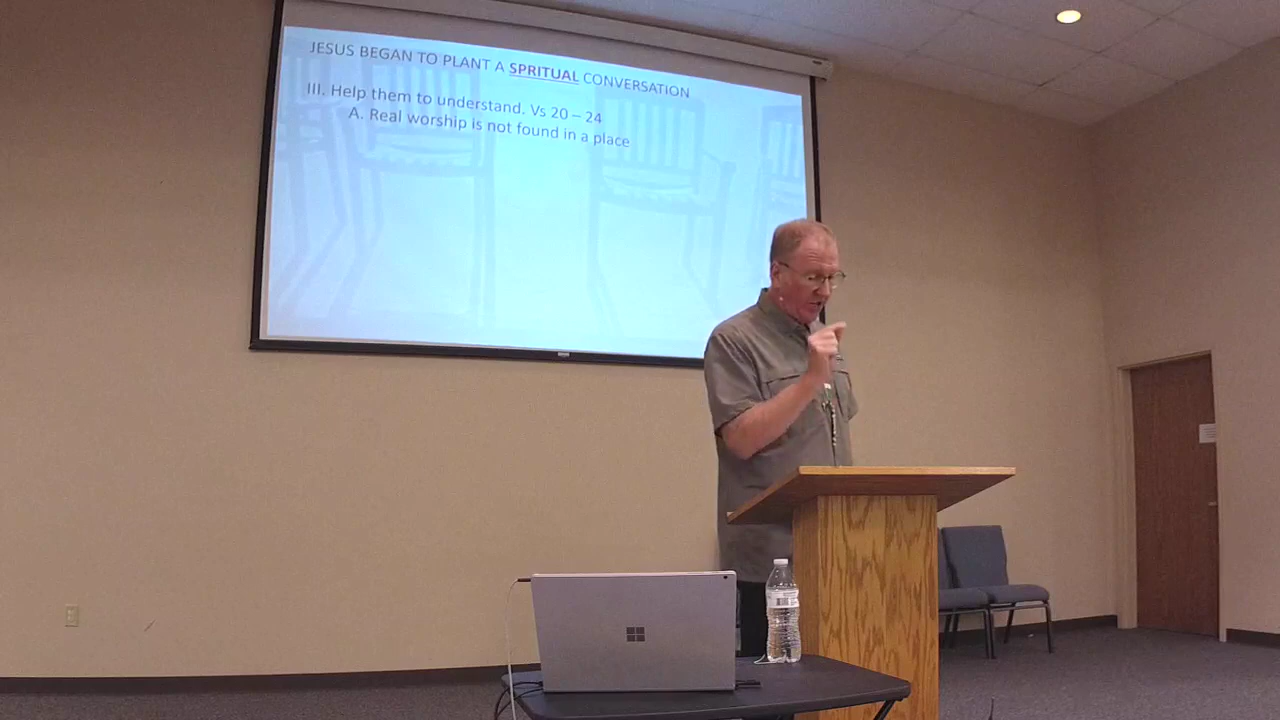 JESUS BEGAN TO PLANT A SPRITUAL CONVERSATION
III. Help them to understand. Vs 20 – 24
A. Real worship is not found in a place